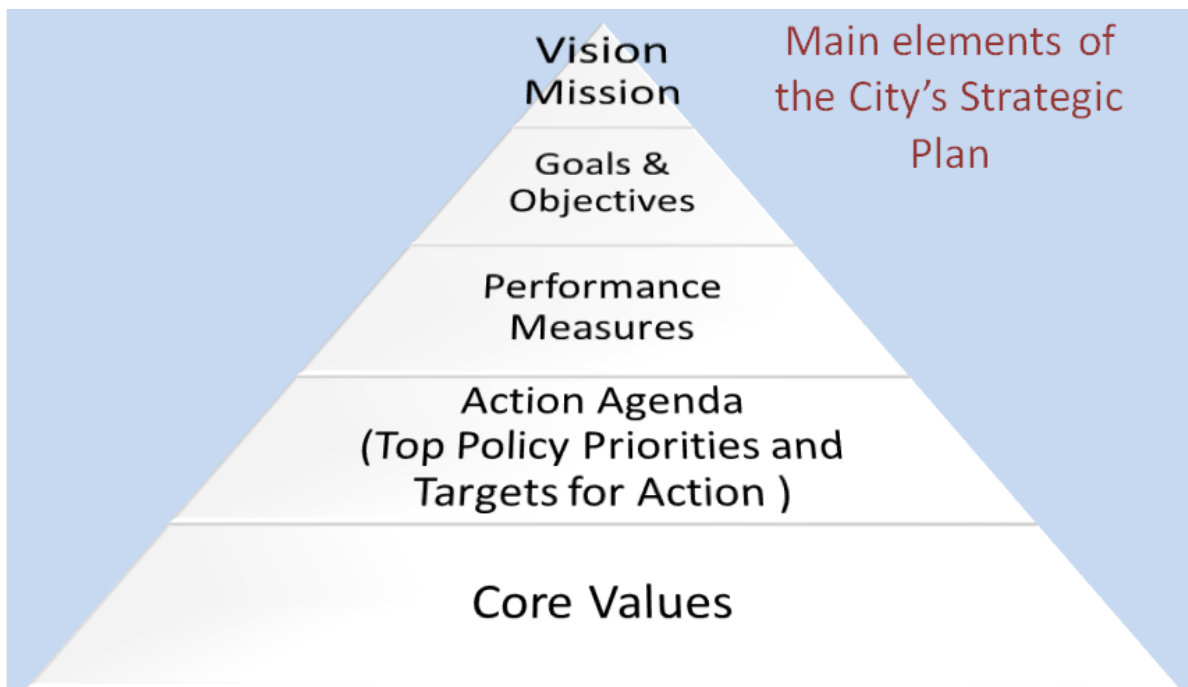 Main elements of
the City's Strategic
Plan
Vision
Mission
Goals &
Objectives
Performance
Measures
Action Agenda
(Top Policy Priorities and
Targets for Action )
Core Values